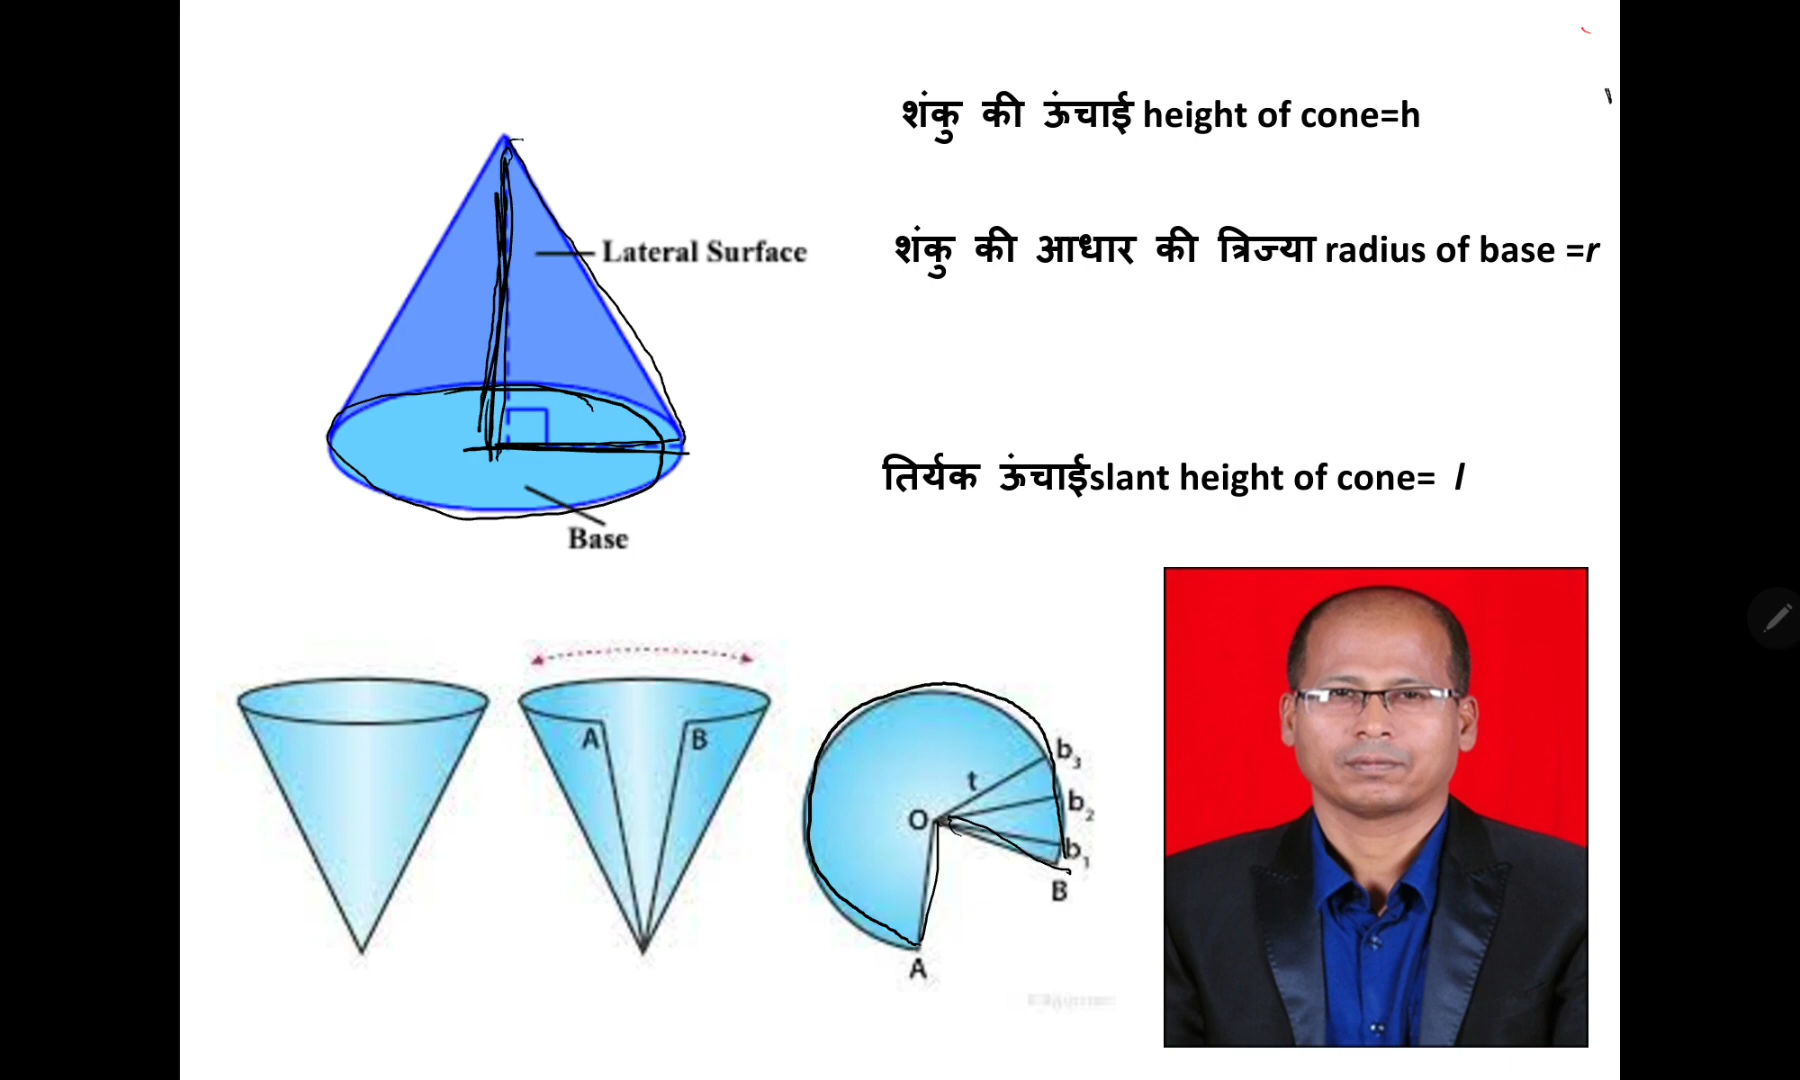 शंकु की ऊंचाई height of cone=h
Lateral Surface
शंकु की आधार की त्रिज्या radius of base =r
तिर्यक ऊंचाईslant height of cone= l
Base
A B
b3
t
b2
O
b1
B
A